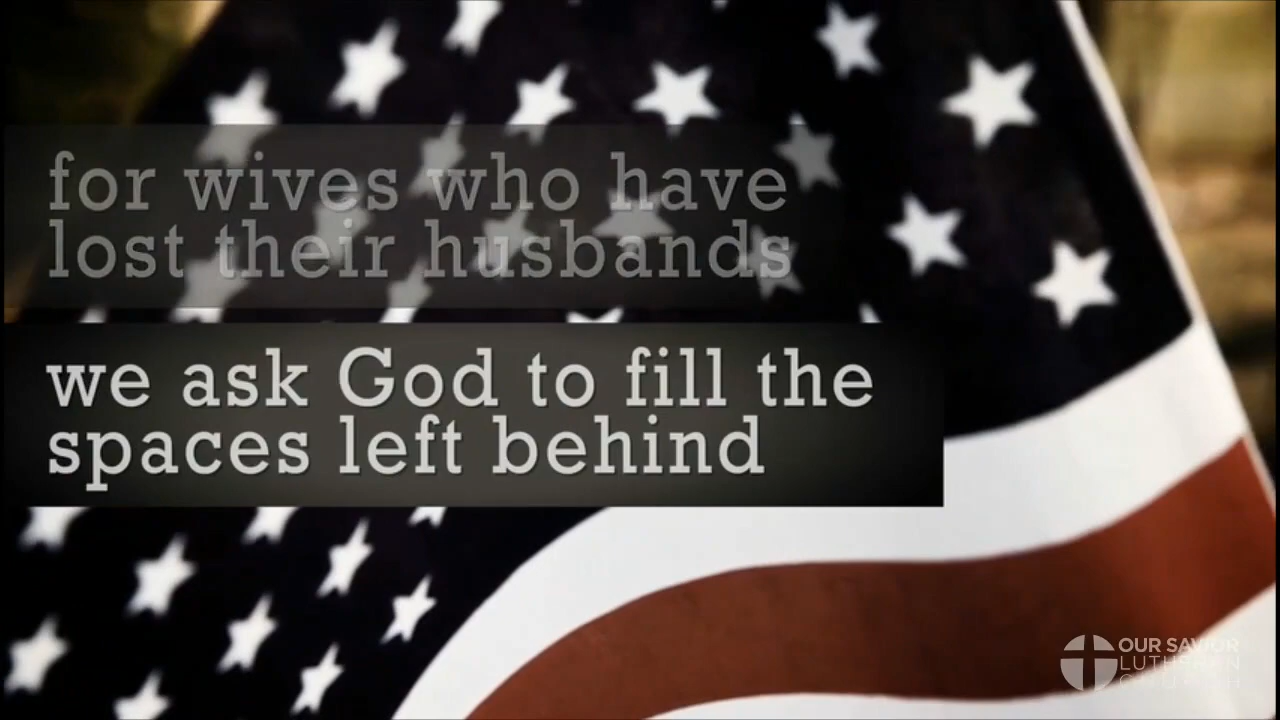 for wives who have
lost their husbands
we ask God to fill the
spaces left behind
OUR SAVIOR
LUTHERAN
CHURCH